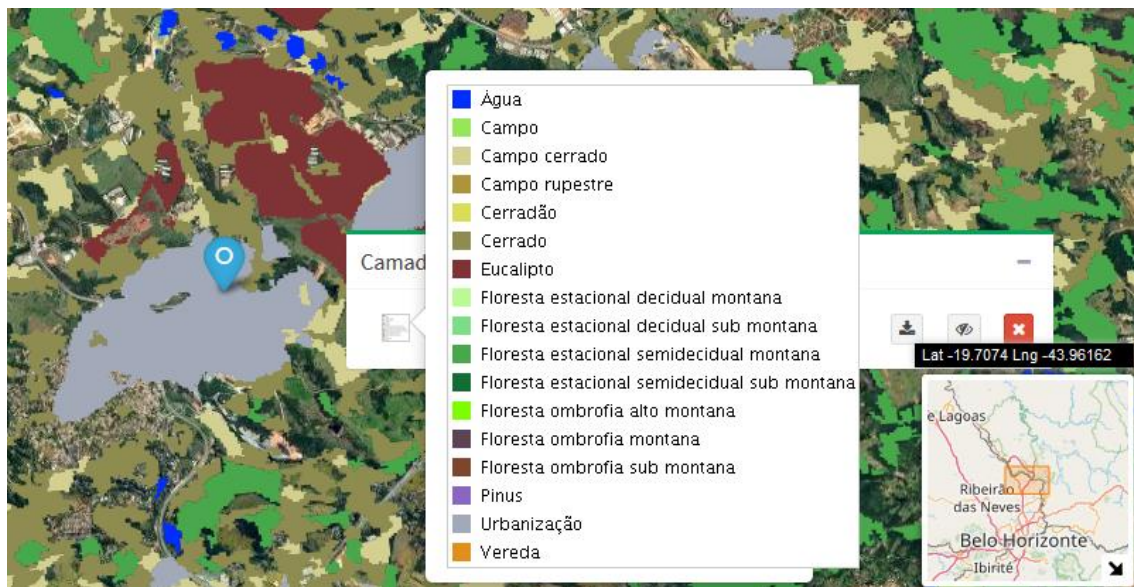 Água
Campo
Campo cerrado
Campo rupestre
Cerradão
Cerrado
Eucalipto
Floresta estacional decidual montana
Floresta estacional decidual sub montana
Floresta estacional semidecidual montana
Floresta estacional semidecidual sub montana
Floresta ombrofia alto montana
Floresta ombrofia montana
Floresta ombrofia sub montana
Pinus
Urbanização
Vereda
Camad
Lat -19.7074 Lng -43.96162
e Lagoas
Ribeirão
das Neves
Belo Horizonte
Ibirité